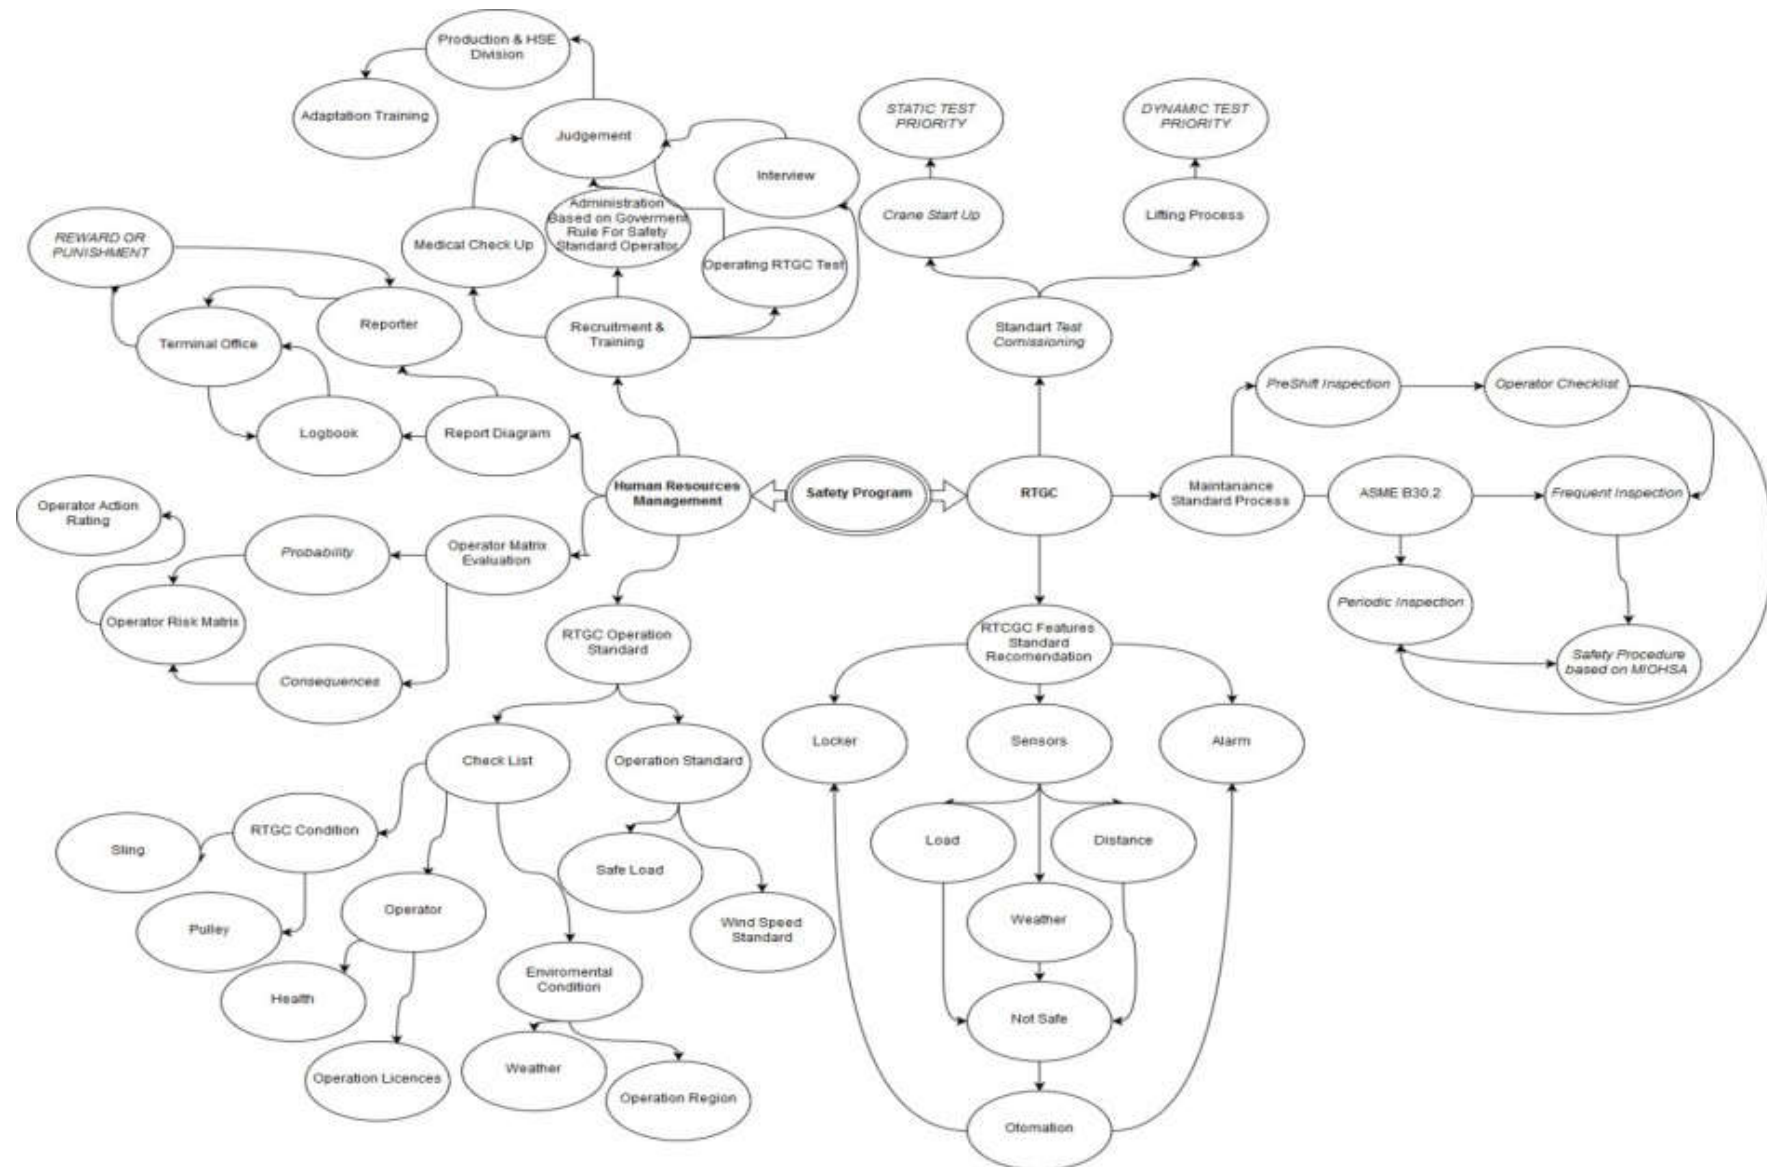 Production & HSE
Division
Adaptation Training
Judgement
Interview
Administration
Based on Goverment
Rule For Safety
Standard Operator
Medical Check Up
Operating RTGC Test
Recruitment &
Training
REWARD OR
PUNISHMENT
Reporter
Terminal Office
Logbook
Report Diagram
Human Resources
Management
Safety Program
RTGC
STATIC TEST
PRIORITY
DYNAMIC TEST
PRIORITY
Crane Start Up
Lifting Process
Standart Test
Comissioning
PreShift Inspection
Operator Checklist
Maintanance
Standard Process
ASME B30.2
Frequent Inspection
Periodic Inspection
Safety Procedure
based on MIOHSA
Operator Action
Rating
Probability
Operator Matrix
Evaluation
Operator Risk Matrix
Consequences
RTGC Operation
Standard
Check List
Operation Standard
RTGC Condition
Sling
Pulley
Operator
Health
Operation Licences
Safe Load
Wind Speed
Standard
Enviromental
Condition
Weather
Operation Region
RTCGC Features
Standard
Recomendation
Locker
Sensors
Alarm
Load
Distance
Weather
Not Safe
Otomation